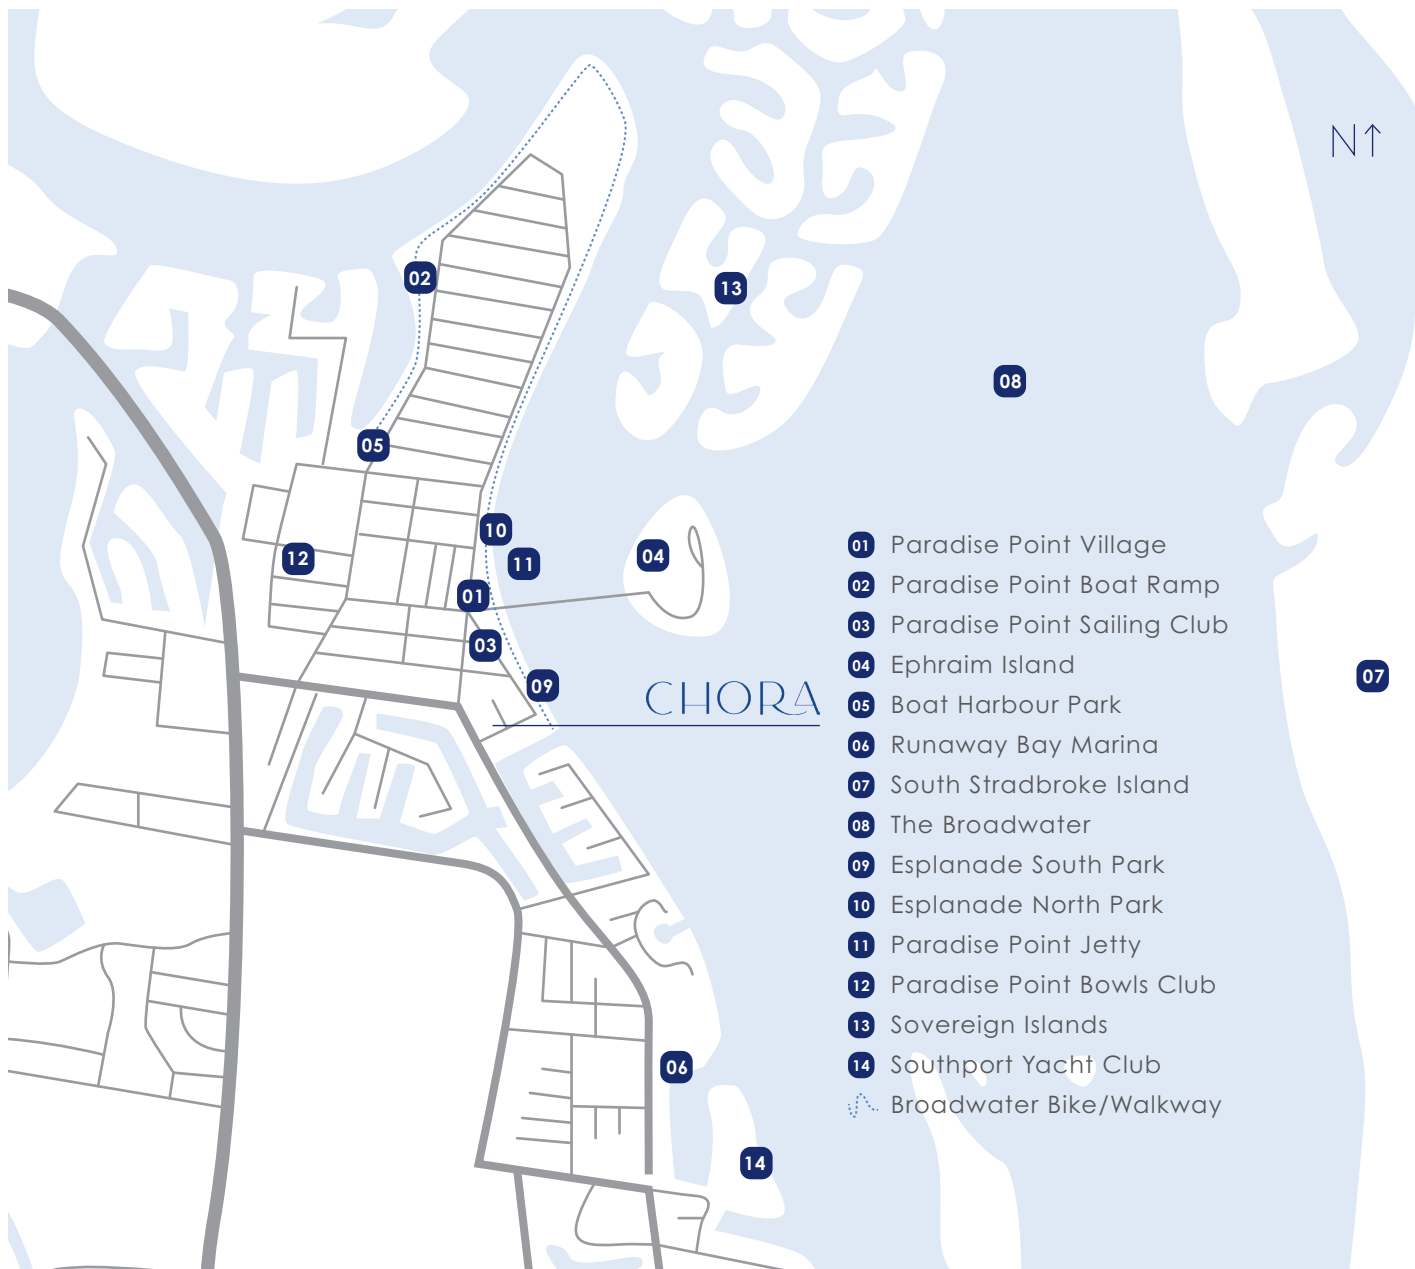 N↑
02
13
08
05
10
12
11
04
01
03
09
07
CHORA
06
14
01 Paradise Point Village
02 Paradise Point Boat Ramp
03 Paradise Point Sailing Club
04 Ephraim Island
05 Boat Harbour Park
06 Runaway Bay Marina
07 South Stradbroke Island
08 The Broadwater
09 Esplanade South Park
10 Esplanade North Park
11 Paradise Point Jetty
12 Paradise Point Bowls Club
13 Sovereign Islands
14 Southport Yacht Club
Broadwater Bike/Walkway